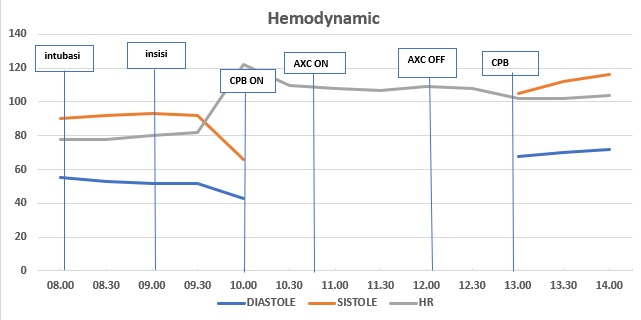 Hemodynamic
140
120
100
80
60
40
20
0
intubasi
insisi
CPB ON
AXC ON
AXC OFF
CPB
08.00 08.30 09.00 09.30 10.00 10.30 11.00 11.30 12.00 12.30 13.00 13.30 14.00
DIASTOLE SISTOLE HR